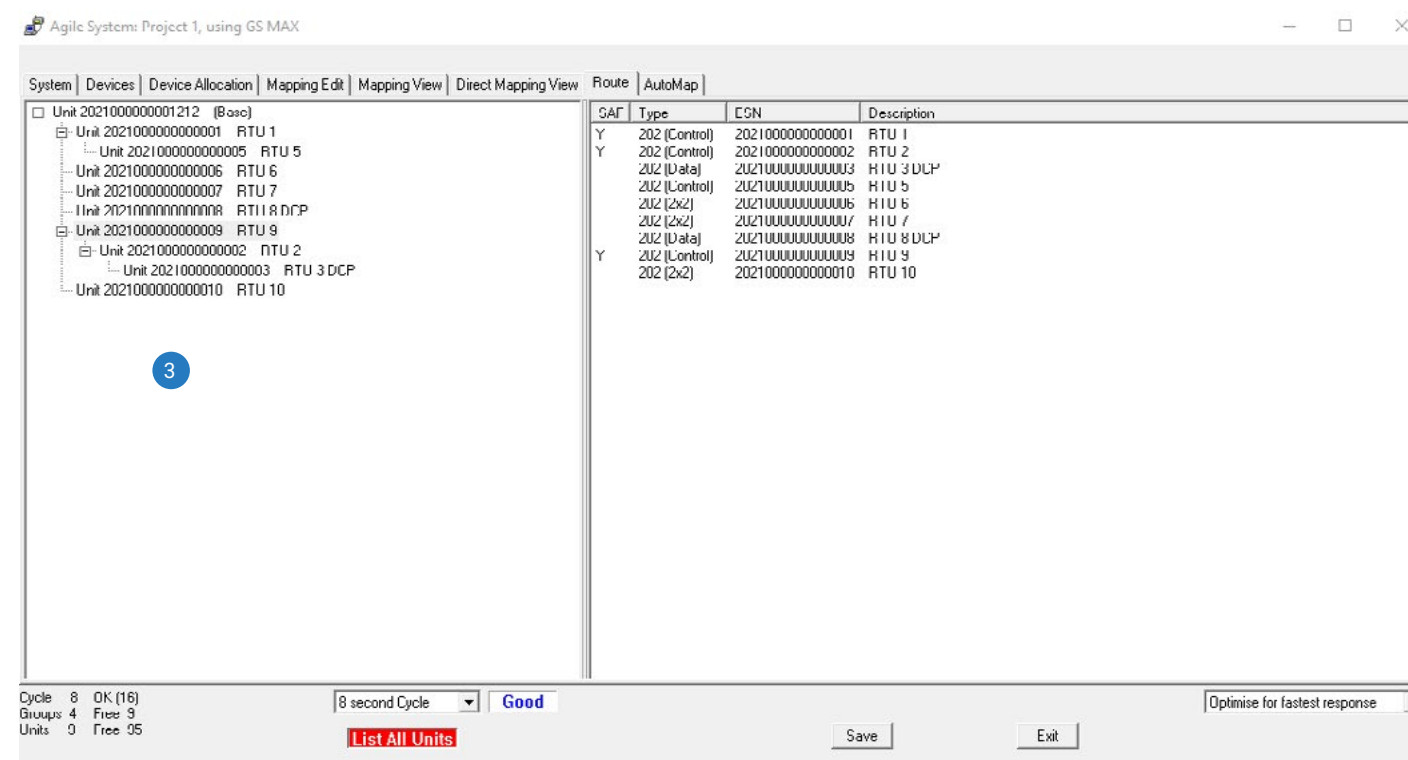 Agile System: Project 1, using GS MAX
System Devices Device Allocation Mapping Edit Mapping View Direct Mapping View Route AutoMap
Unit 2021000000001212 (Base)
Unit 2021000000000001 RTU 1
Unit 2021000000000005 RTU 5
Unit 2021000000000006 RTU 6
Unit 2021000000000007 RTU 7
Unit 2021000000000008 RTU 8 DCP
Unit 2021000000000009 RTU 9
Unit 2021000000000002 RTU 2
Unit 2021000000000003 RTU 3 DCP
Unit 2021000000000010 RTU 10
3
SAF Type ESN Description
Y 202 (Control) 2021000000000001 RTU 1
Y 202 (Control) 2021000000000002 RTU 2
202 (Data) 2021000000000003 RTU 3 DCP
202 (Control) 2021000000000005 RTU 5
202 (2x2) 2021000000000006 RTU 6
202 (2x2) 2021000000000007 RTU 7
202 (Data) 2021000000000008 RTU 8 DCP
Y 202 (Control) 2021000000000009 RTU 9
202 (2x2) 2021000000000010 RTU 10
Cycle 8 OK (16)
Groups 4 Free 9
Units 9 Free 95
8 second Cycle Good
List All Units
Optimise for fastest response
Save Exit